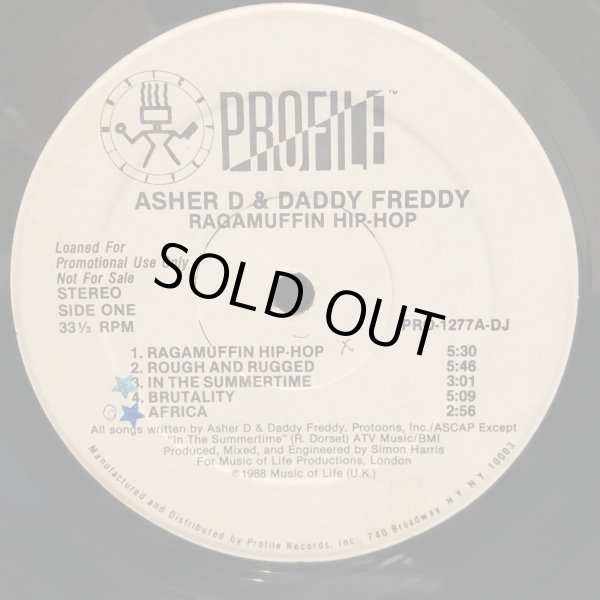 MUSIC OF LIFE
PROFILE™
ASHER D & DADDY FREDDY
RAGAMUFFIN HIP-HOP
Loaned For
Promotional Use Only
Not For Sale
STEREO
SIDE ONE
33⅓ RPM
PRO-1277A-DJ
SOLD OUT
1. RAGAMUFFIN HIP-HOP 5:30
2. ROUGH AND RUGGED 5:46
3. IN THE SUMMERTIME 3:01
4. BRUTALITY 5:09
AFRICA 2:56
All songs written by Asher D & Daddy Freddy. Protoons, Inc./ASCAP Except
"In The Summertime" (R. Dorset) ATV Music/BMI
Produced, Mixed, and Engineered by Simon Harris
For Music of Life Productions, London
℗1988 Music of Life (U.K.)
Manufactured and Distributed by Profile Records, Inc., 740 Broadway, N.Y., N.Y. 10003